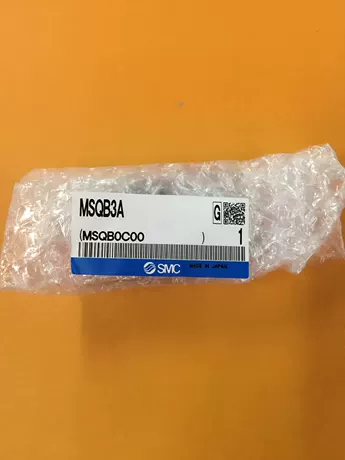 MSQB3A
G
(MSQB0C00 ) 1
SMC MADE IN JAPAN